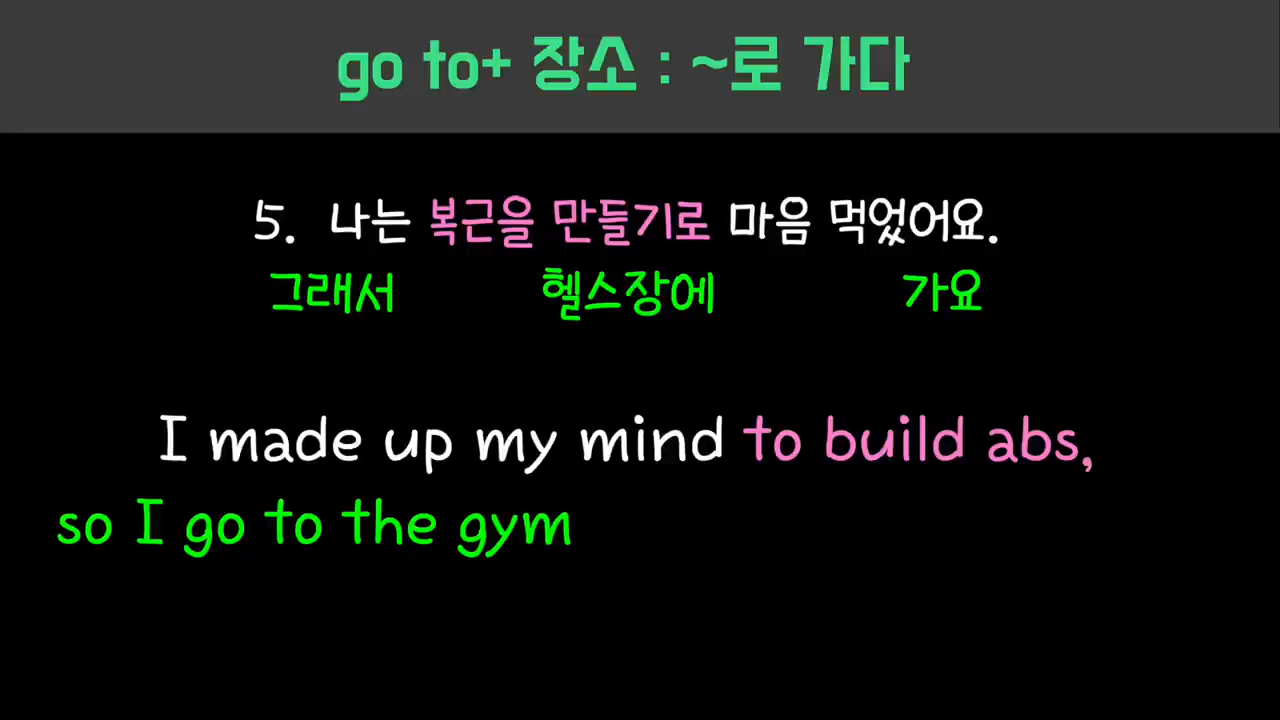 go to+ 장소 : ~로 가다
5. 나는 복근을 만들기로 마음 먹었어요.
그래서 헬스장에 가요
I made up my mind to build abs,
so I go to the gym